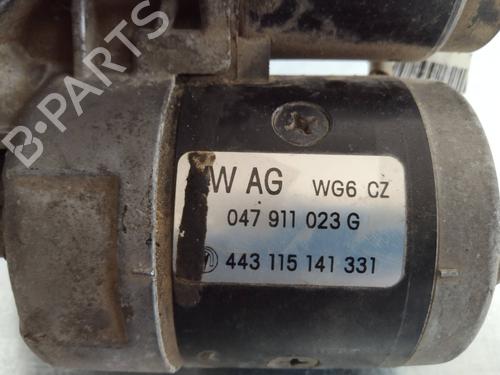 W AG WG6 CZ
047 911 023 G
443 115 141 331
B-PARTS